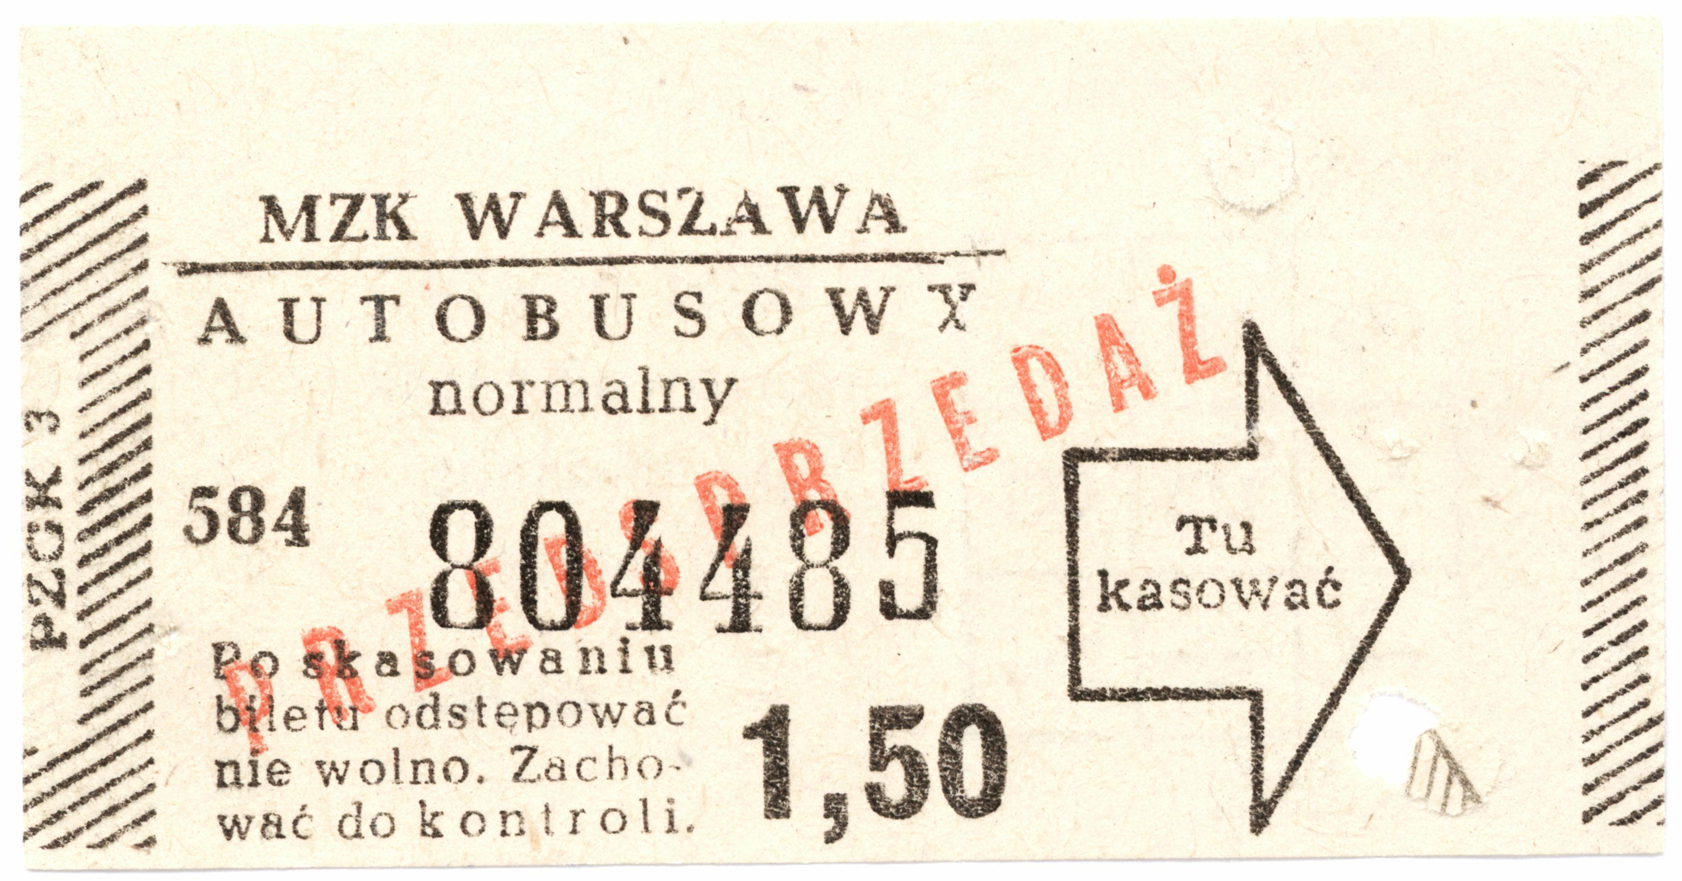 MZK WARSZAWA
AUTOBUSOWY
normalny
584
804485
PRZEDSPRZEDAŻ
Po skasowaniu
biletu odstępować
nie wolno. Zacho-
wać do kontroli.
1,50
Tu
kasować
PZGK 3